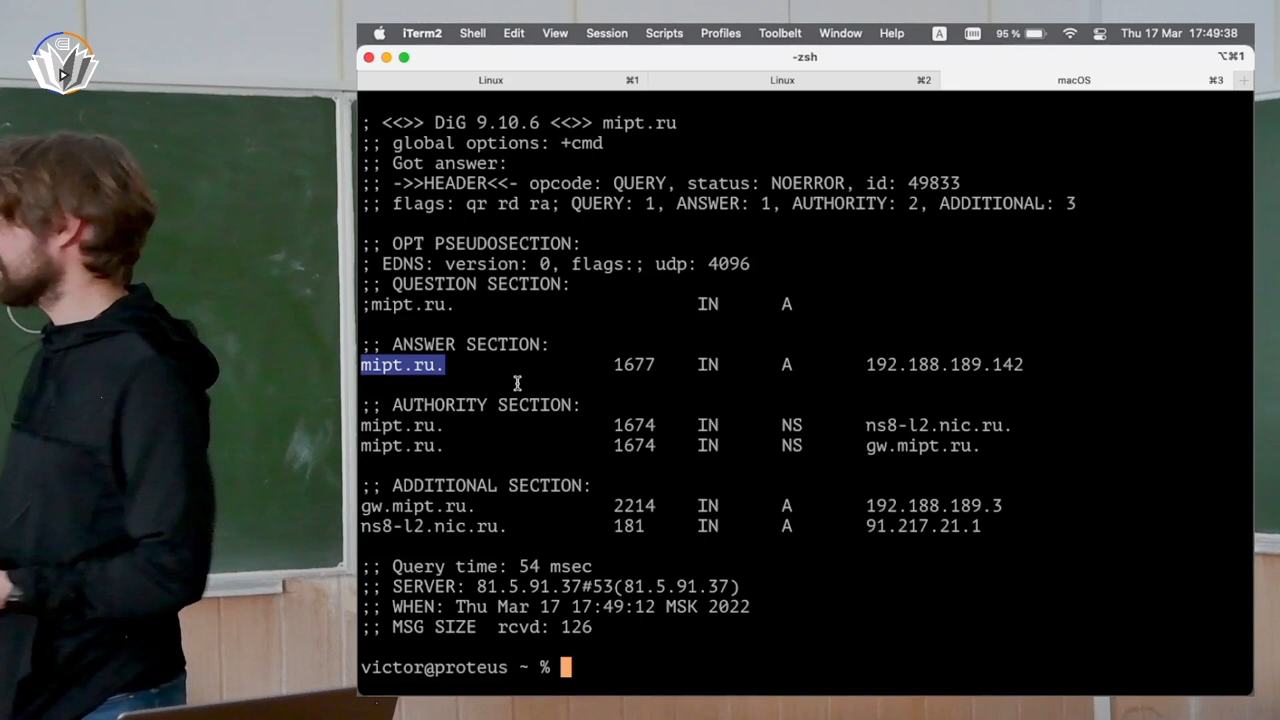 iTerm2 Shell Edit View Session Scripts Profiles Toolbelt Window Help A 95 % Thu 17 Mar 17:49:38
-zsh ⌥⌘1
Linux ⌘1 Linux ⌘2 macOS ⌘3 +
; <<>> DiG 9.10.6 <<>> mipt.ru
;; global options: +cmd
;; Got answer:
;; ->>HEADER<<- opcode: QUERY, status: NOERROR, id: 49833
;; flags: qr rd ra; QUERY: 1, ANSWER: 1, AUTHORITY: 2, ADDITIONAL: 3
;; OPT PSEUDOSECTION:
; EDNS: version: 0, flags:; udp: 4096
;; QUESTION SECTION:
;mipt.ru. IN A
;; ANSWER SECTION:
mipt.ru. 1677 IN A 192.188.189.142
;; AUTHORITY SECTION:
mipt.ru. 1674 IN NS ns8-l2.nic.ru.
mipt.ru. 1674 IN NS gw.mipt.ru.
;; ADDITIONAL SECTION:
gw.mipt.ru. 2214 IN A 192.188.189.3
ns8-l2.nic.ru. 181 IN A 91.217.21.1
;; Query time: 54 msec
;; SERVER: 81.5.91.37#53(81.5.91.37)
;; WHEN: Thu Mar 17 17:49:12 MSK 2022
;; MSG SIZE rcvd: 126
victor@proteus ~ %